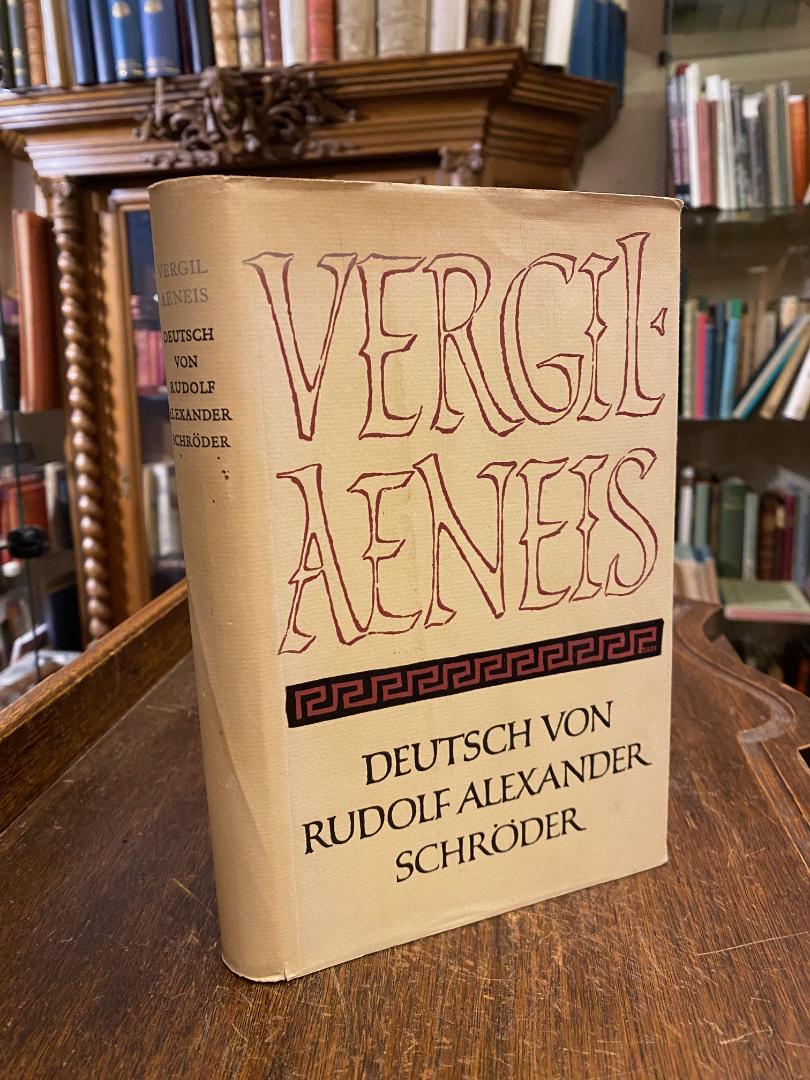 VERGIL
AENEIS
DEUTSCH
VON
RUDOLF
ALEXANDER
SCHRÖDER
VERGIL·
AENEIS
DEUTSCH VON
RUDOLF ALEXANDER
SCHRÖDER